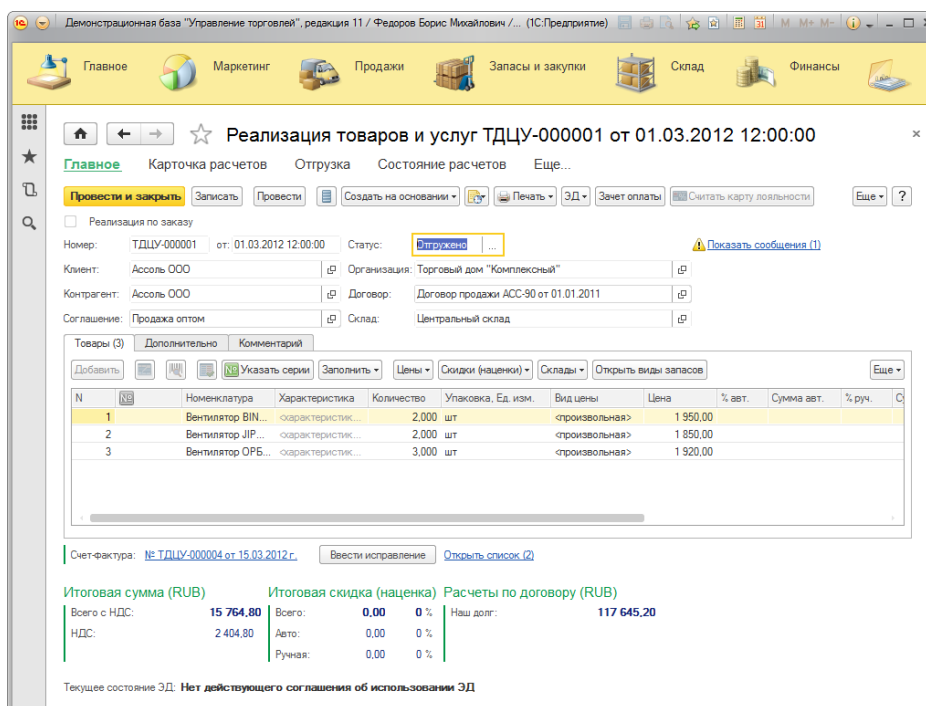 Демонстрационная база "Управление торговлей", редакция 11 / Федоров Борис Михайлович /... (1С:Предприятие) M M+ M-
Главное Маркетинг Продажи Запасы и закупки Склад Финансы
Реализация товаров и услуг ТДЦУ-000001 от 01.03.2012 12:00:00
Главное Карточка расчетов Отгрузка Состояние расчетов Еще...
Провести и закрыть Записать Провести Создать на основании Печать ЭД Зачет оплаты Считать карту лояльности Еще ?
Реализация по заказу
Номер: ТДЦУ-000001 от: 01.03.2012 12:00:00 Статус: Отгружено ... Показать сообщения (1)
Клиент: Ассоль ООО Организация: Торговый дом "Комплексный"
Контрагент: Ассоль ООО Договор: Договор продажи АСС-90 от 01.01.2011
Соглашение: Продажа оптом Склад: Центральный склад
Товары (3) Дополнительно Комментарий
Добавить № Указать серии Заполнить Цены Скидки (наценки) Склады Открыть виды запасов Еще
N № Номенклатура Характеристика Количество Упаковка, Ед. изм. Вид цены Цена % авт. Сумма авт. % руч.
1 Вентилятор BIN... <характеристик... 2,000 шт <произвольная> 1 950,00
2 Вентилятор JIP... <характеристик... 2,000 шт <произвольная> 1 850,00
3 Вентилятор ОРБ... <характеристик... 3,000 шт <произвольная> 1 920,00
Счет-фактура: № ТДЦУ-000004 от 15.03.2012 г. Ввести исправление Открыть список (2)
Итоговая сумма (RUB) Итоговая скидка (наценка) Расчеты по договору (RUB)
Всего с НДС: 15 764,80 Всего: 0,00 0 % Наш долг: 117 645,20
НДС: 2 404,80 Авто: 0,00 0 %
Ручная: 0,00 0 %
Текущее состояние ЭД: Нет действующего соглашения об использовании ЭД